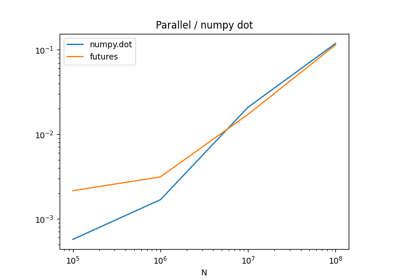 Parallel / numpy dot
numpy.dot
futures
10⁻¹
10⁻²
10⁻³
10⁵ 10⁶ 10⁷ 10⁸
N